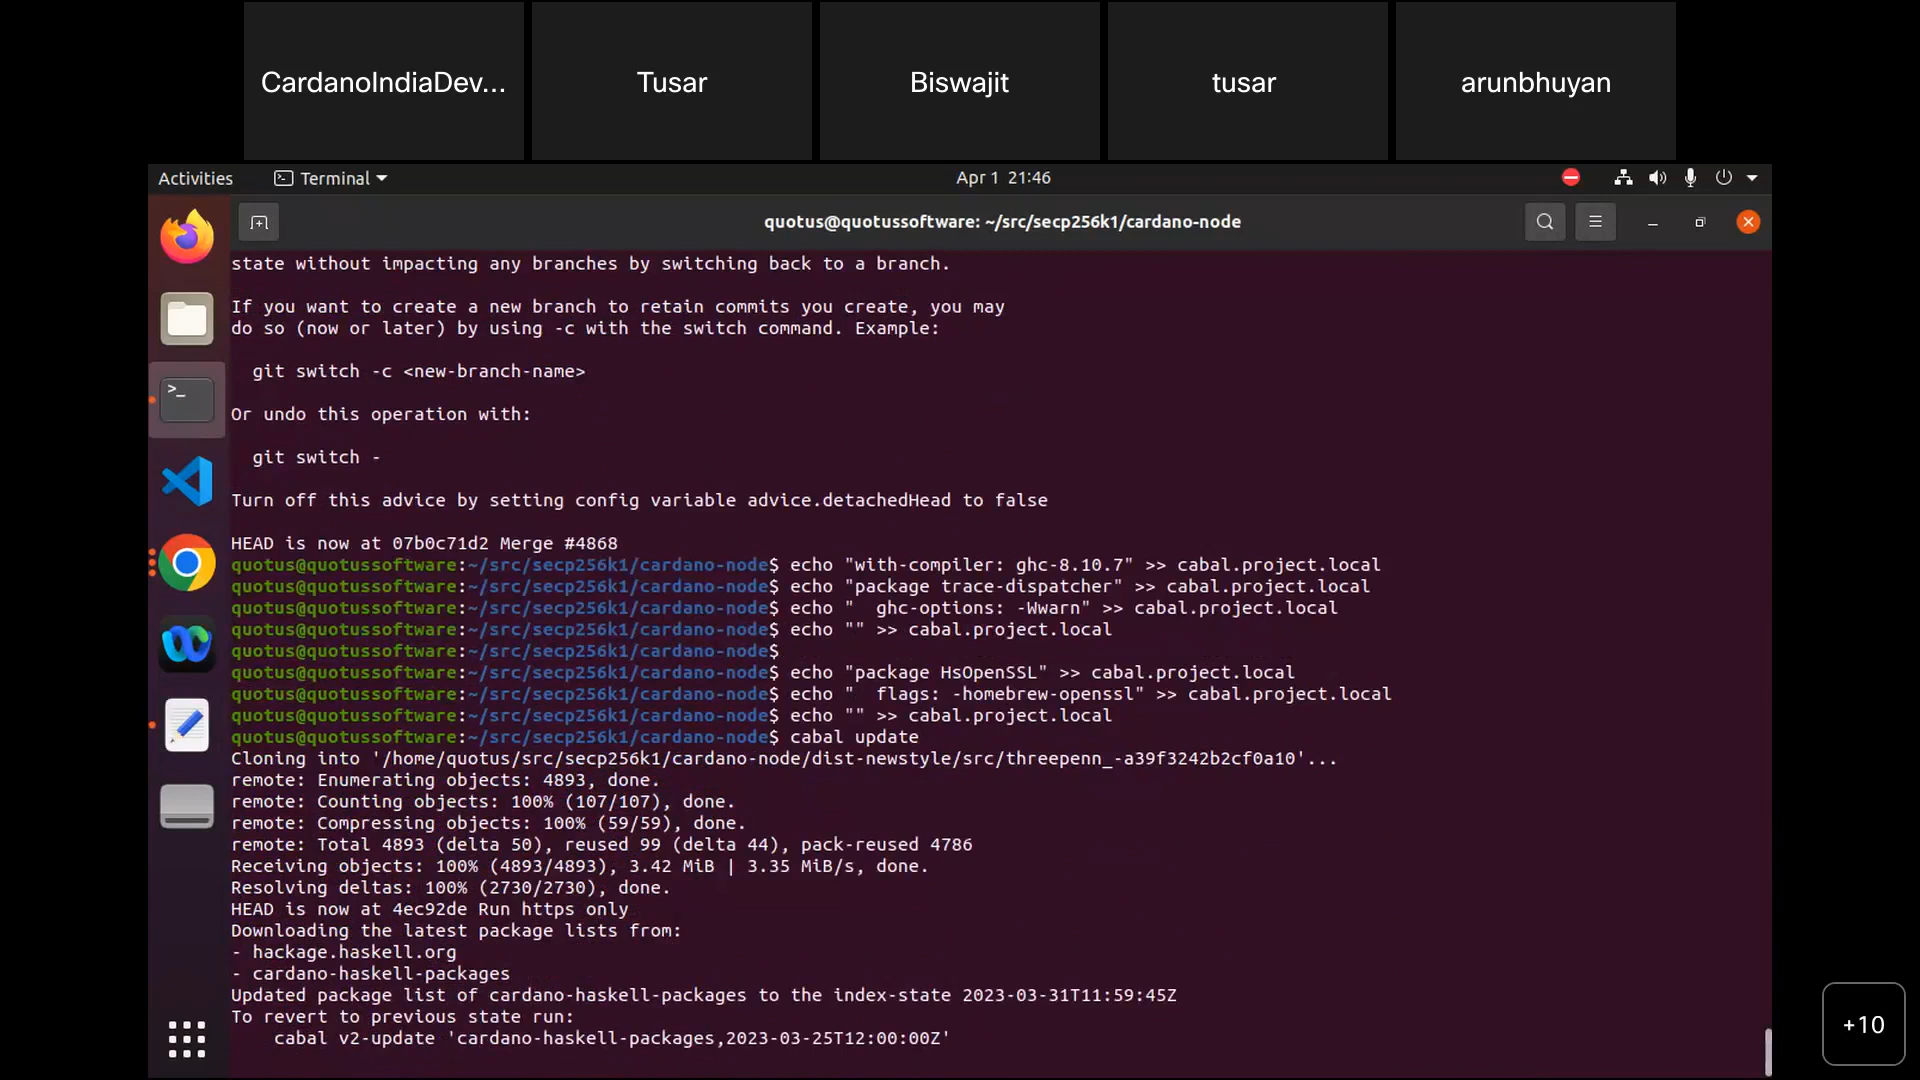 CardanoIndiaDev...
Tusar
Biswajit
tusar
arunbhuyan
Activities
Terminal
Apr 1 21:46
quotus@quotussoftware: ~/src/secp256k1/cardano-node
state without impacting any branches by switching back to a branch.
If you want to create a new branch to retain commits you create, you may
do so (now or later) by using -c with the switch command. Example:
git switch -c <new-branch-name>
Or undo this operation with:
git switch -
Turn off this advice by setting config variable advice.detachedHead to false
HEAD is now at 07b0c71d2 Merge #4868
quotus@quotussoftware:~/src/secp256k1/cardano-node$ echo "with-compiler: ghc-8.10.7" >> cabal.project.local
quotus@quotussoftware:~/src/secp256k1/cardano-node$ echo "package trace-dispatcher" >> cabal.project.local
quotus@quotussoftware:~/src/secp256k1/cardano-node$ echo "  ghc-options: -Wwarn" >> cabal.project.local
quotus@quotussoftware:~/src/secp256k1/cardano-node$ echo "" >> cabal.project.local
quotus@quotussoftware:~/src/secp256k1/cardano-node$
quotus@quotussoftware:~/src/secp256k1/cardano-node$ echo "package HsOpenSSL" >> cabal.project.local
quotus@quotussoftware:~/src/secp256k1/cardano-node$ echo "  flags: -homebrew-openssl" >> cabal.project.local
quotus@quotussoftware:~/src/secp256k1/cardano-node$ echo "" >> cabal.project.local
quotus@quotussoftware:~/src/secp256k1/cardano-node$ cabal update
Cloning into '/home/quotus/src/secp256k1/cardano-node/dist-newstyle/src/threepenn_-a39f3242b2cf0a10'...
remote: Enumerating objects: 4893, done.
remote: Counting objects: 100% (107/107), done.
remote: Compressing objects: 100% (59/59), done.
remote: Total 4893 (delta 50), reused 99 (delta 44), pack-reused 4786
Receiving objects: 100% (4893/4893), 3.42 MiB | 3.35 MiB/s, done.
Resolving deltas: 100% (2730/2730), done.
HEAD is now at 4ec92de Run https only
Downloading the latest package lists from:
- hackage.haskell.org
- cardano-haskell-packages
Updated package list of cardano-haskell-packages to the index-state 2023-03-31T11:59:45Z
To revert to previous state run:
cabal v2-update 'cardano-haskell-packages,2023-03-25T12:00:00Z'
+10